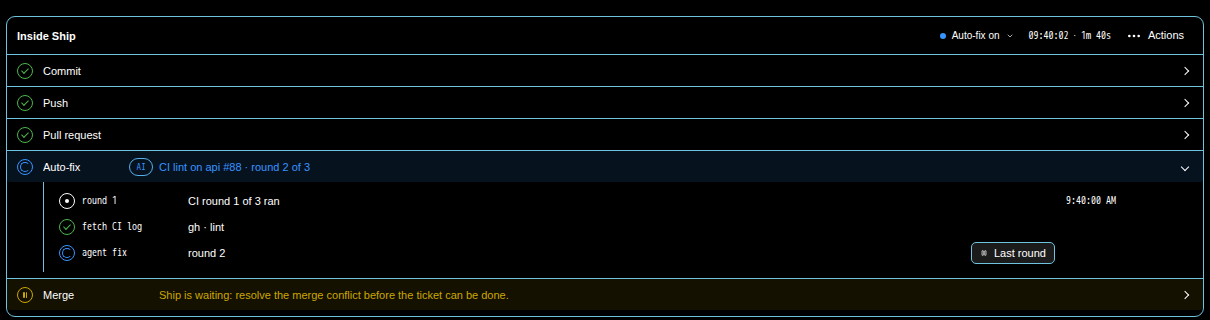 Inside Ship
Auto-fix on 09:40:02 · 1m 40s Actions
Commit
Push
Pull request
Auto-fix AI CI lint on api #88 · round 2 of 3
round 1 CI round 1 of 3 ran 9:40:00 AM
fetch CI log gh · lint
agent fix round 2 Last round
Merge Ship is waiting: resolve the merge conflict before the ticket can be done.